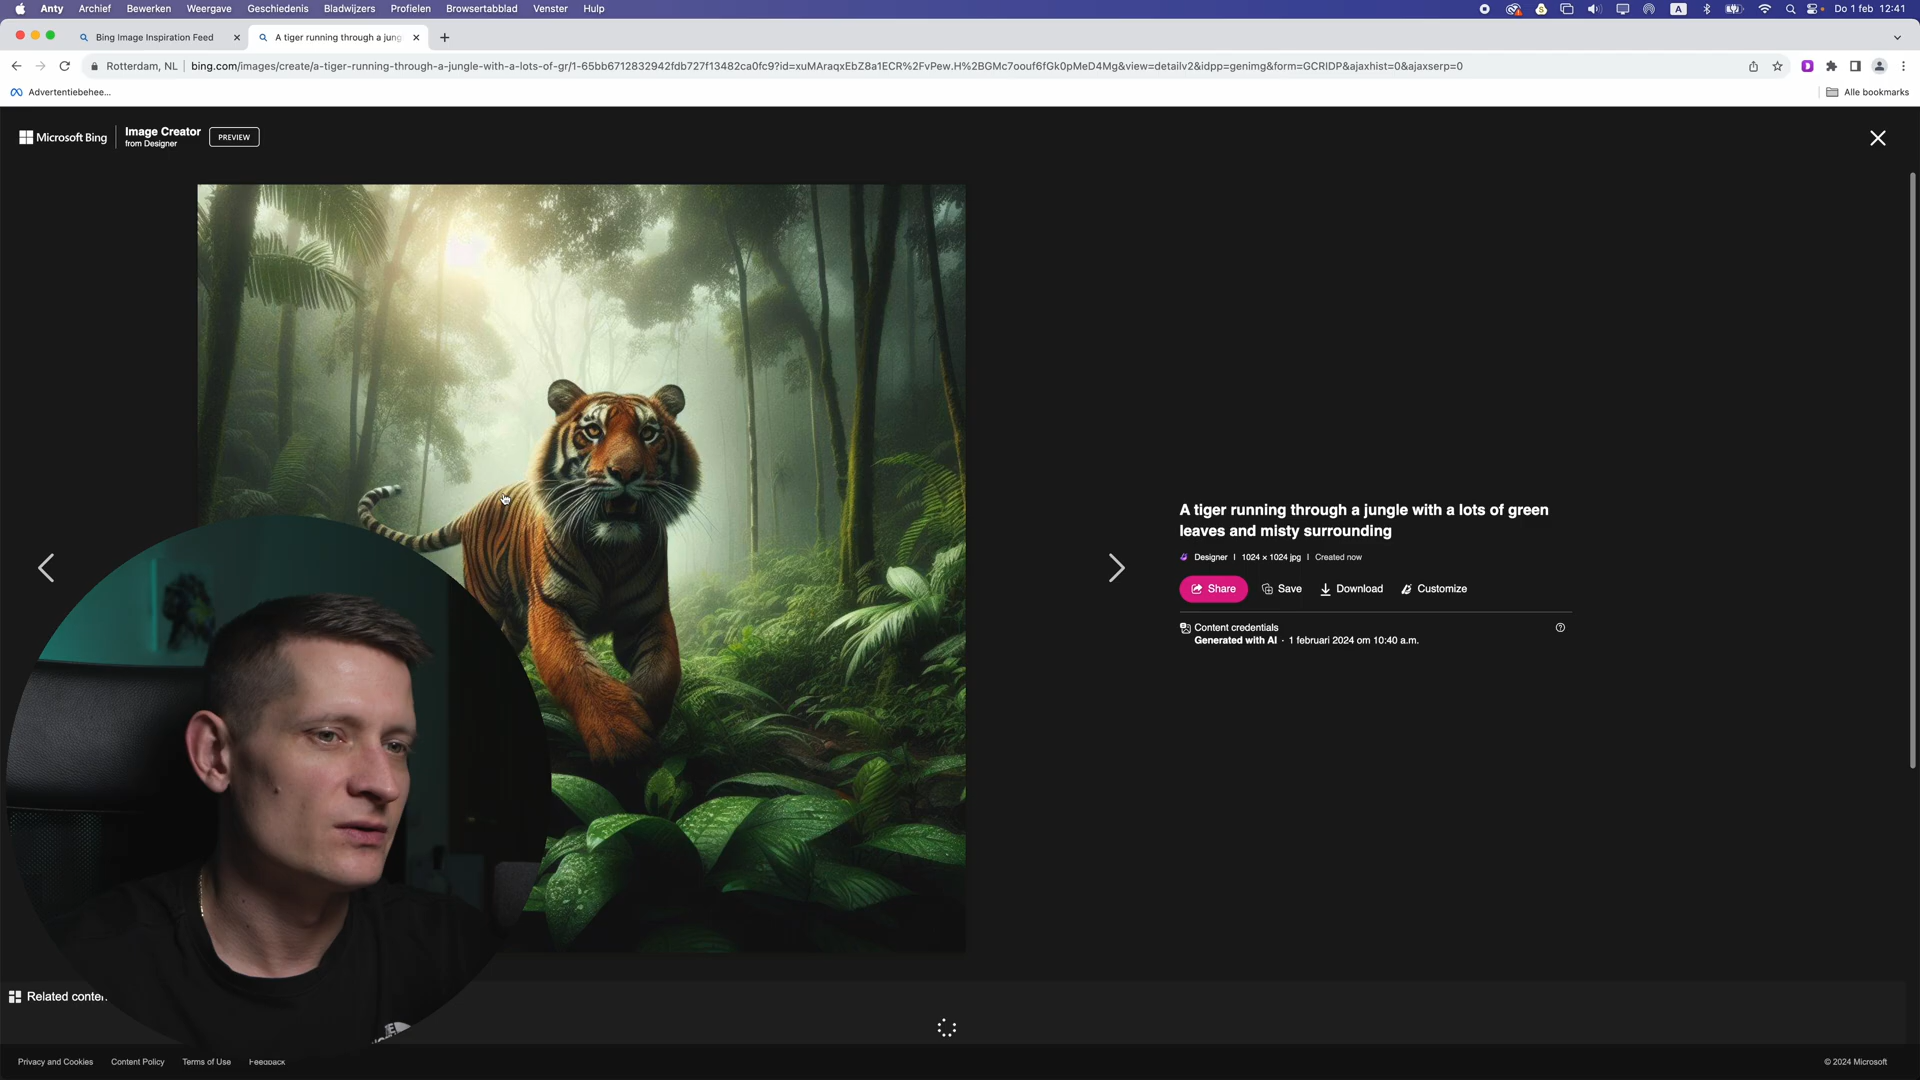 Anty Archief Bewerken Weergave Geschiedenis Bladwijzers Profielen Browsertabblad Venster Hulp A Do 1 feb 12:41
Bing Image Inspiration Feed A tiger running through a jung
Rotterdam, NL bing.com/images/create/a-tiger-running-through-a-jungle-with-a-lots-of-gr/1-65bb6712832942fdb727f13482ca0fc9?id=xuMAraqxEbZ8a1ECR%2FvPew.H%2BGMc7oouf6fGk0pMeD4Mg&view=detailv2&idpp=genimg&form=GCRIDP&ajaxhist=0&ajaxserp=0
Advertentiebehee... Alle bookmarks
Microsoft Bing Image Creator PREVIEW
from Designer
A tiger running through a jungle with a lots of green
leaves and misty surrounding
Designer | 1024 × 1024 jpg | Created now
Share Save Download Customize
Content credentials
Generated with AI · 1 februari 2024 om 10:40 a.m.
Related
Privacy and Cookies Content Policy Terms of Use Feedback © 2024 Microsoft